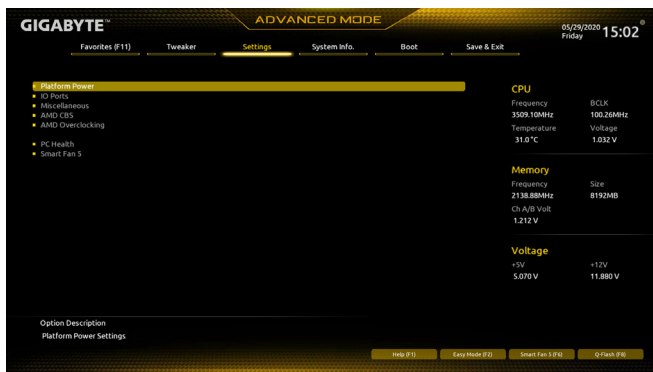 GIGABYTE™
ADVANCED MODE
05/29/2020
Friday
15:02
Favorites (F11) Tweaker Settings System Info. Boot Save & Exit
Platform Power
IO Ports
Miscellaneous
AMD CBS
AMD Overclocking
PC Health
Smart Fan 5
CPU
Frequency BCLK
3509.10MHz 100.26MHz
Temperature Voltage
31.0 °C 1.032 V
Memory
Frequency Size
2138.88MHz 8192MB
Ch A/B Volt
1.212 V
Voltage
+5V +12V
5.070 V 11.880 V
Option Description
Platform Power Settings
Help (F1) Easy Mode (F2) Smart Fan 5 (F6) Q-Flash (F8)